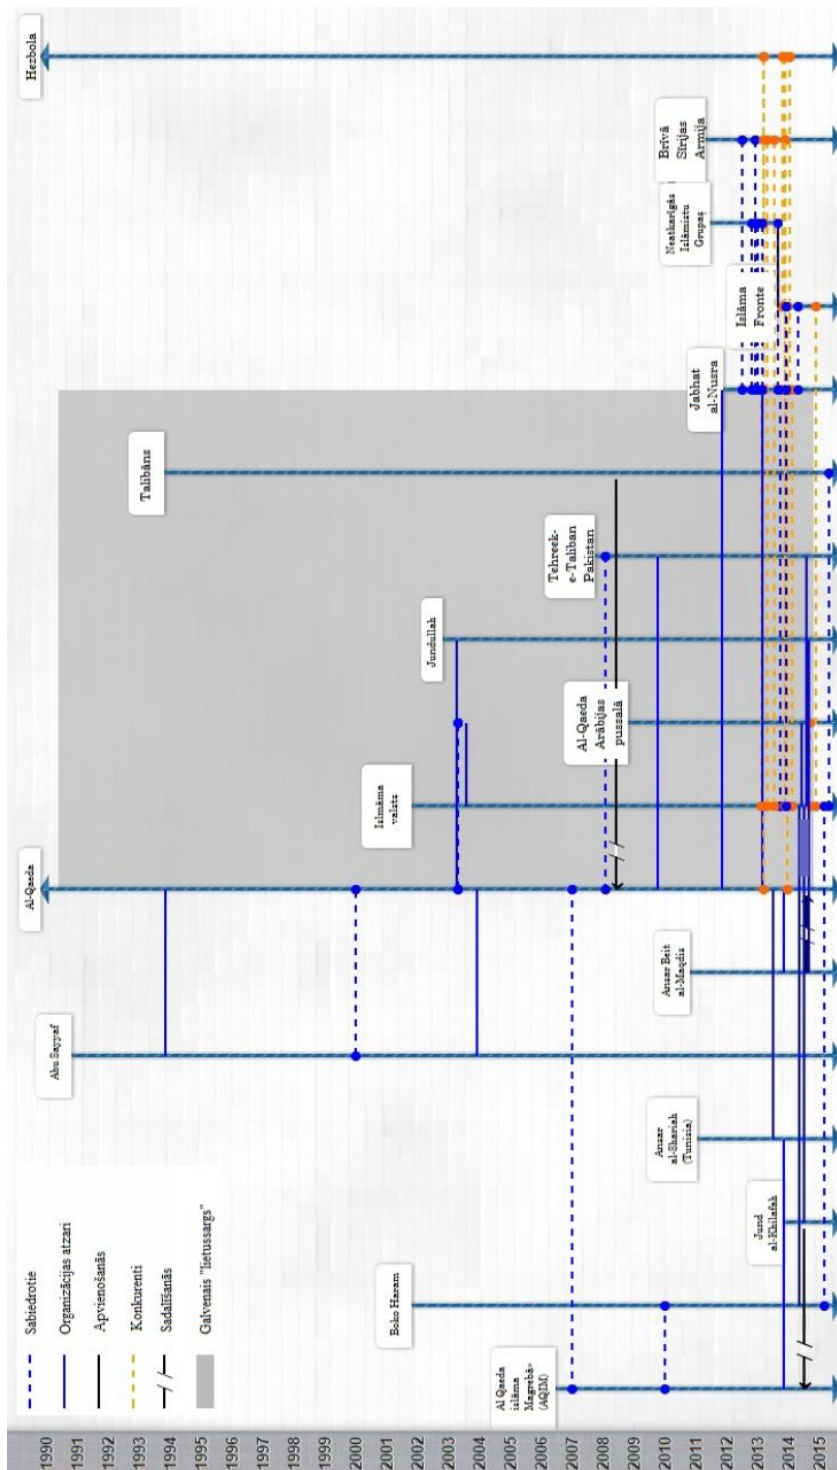 Hezbola
Brīvā
Sīrijas
Armija
Neatkarīgās
Islāmistu
Grupas
Islāma
Fronte
Jabhat
al-Nusra
Talibāns
Tehreek-
e-Taliban
Pakistan
Jundullah
Al-Qaeda
Arābijas
pussalā
Islmāma
valsts
Al-Qaeda
Ansar Beit
al-Maqdis
Abu Sayyaf
Ansar
al-Shariah
(Tunisia)
Jund
al-Khilafah
Boko Haram
Al Qaeda
islāma
Magrebā-
(AQIM)
Sabiedrotie
Organizācijas atzari
Apvienošanās
Konkurenti
Sadalīšanās
Galvenais "lietussargs"
1990
1991
1992
1993
1994
1995
1996
1997
1998
1999
2000
2001
2002
2003
2004
2005
2006
2007
2008
2009
2010
2011
2012
2013
2014
2015